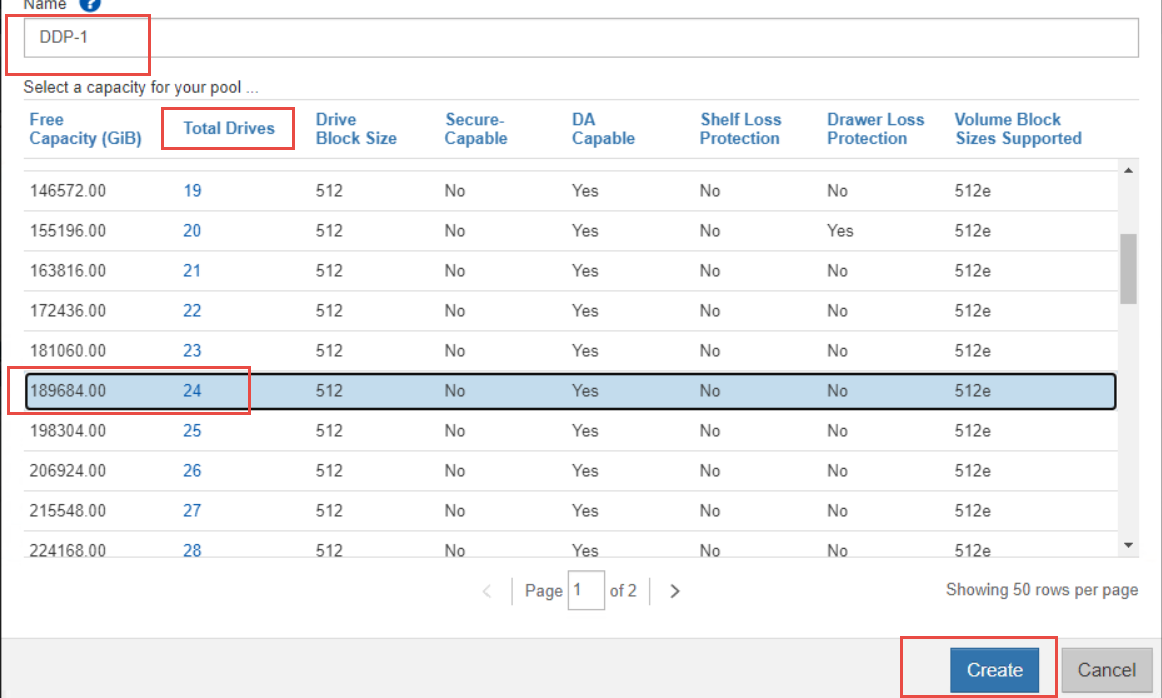 Name ?
DDP-1
Select a capacity for your pool ...
Free Capacity (GiB) Total Drives Drive Block Size Secure-Capable DA Capable Shelf Loss Protection Drawer Loss Protection Volume Block Sizes Supported
146572.00 19 512 No Yes No No 512e
155196.00 20 512 No Yes No Yes 512e
163816.00 21 512 No Yes No No 512e
172436.00 22 512 No Yes No No 512e
181060.00 23 512 No Yes No No 512e
189684.00 24 512 No Yes No No 512e
198304.00 25 512 No Yes No No 512e
206924.00 26 512 No Yes No No 512e
215548.00 27 512 No Yes No No 512e
224168.00 28 512 No Yes No No 512e
Page 1 of 2 Showing 50 rows per page
Create Cancel